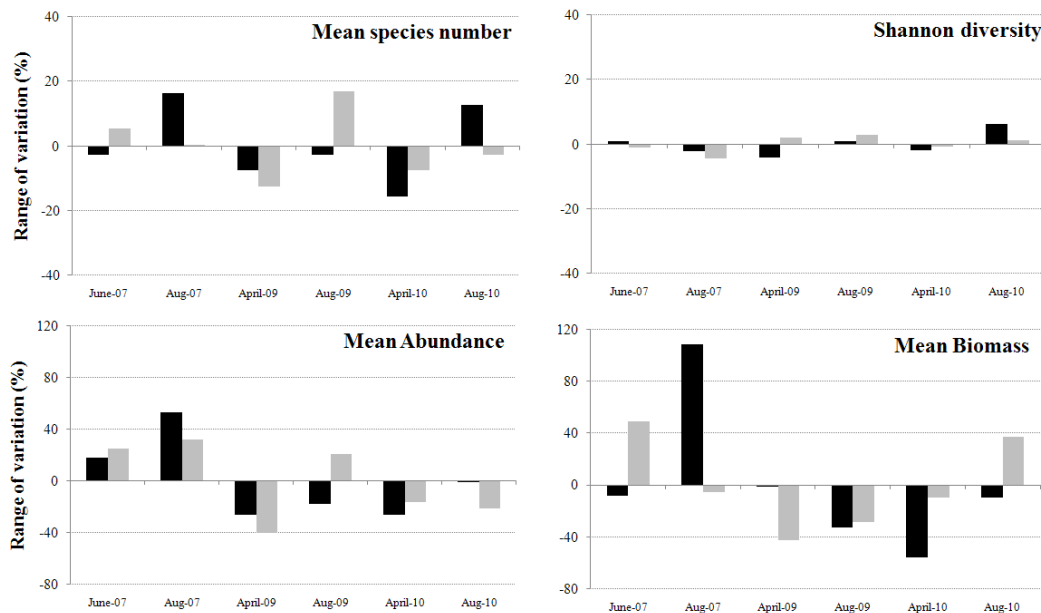 Mean species number
Range of variation (%)
40
20
0
-20
-40
June-07 Aug-07 April-09 Aug-09 April-10 Aug-10
Shannon diversity
40
20
0
-20
-40
June-07 Aug-07 April-09 Aug-09 April-10 Aug-10
Mean Abundance
Range of variation (%)
120
80
40
0
-40
-80
June-07 Aug-07 April-09 Aug-09 April-10 Aug-10
Mean Biomass
120
80
40
0
-40
-80
June-07 Aug-07 April-09 Aug-09 April-10 Aug-10